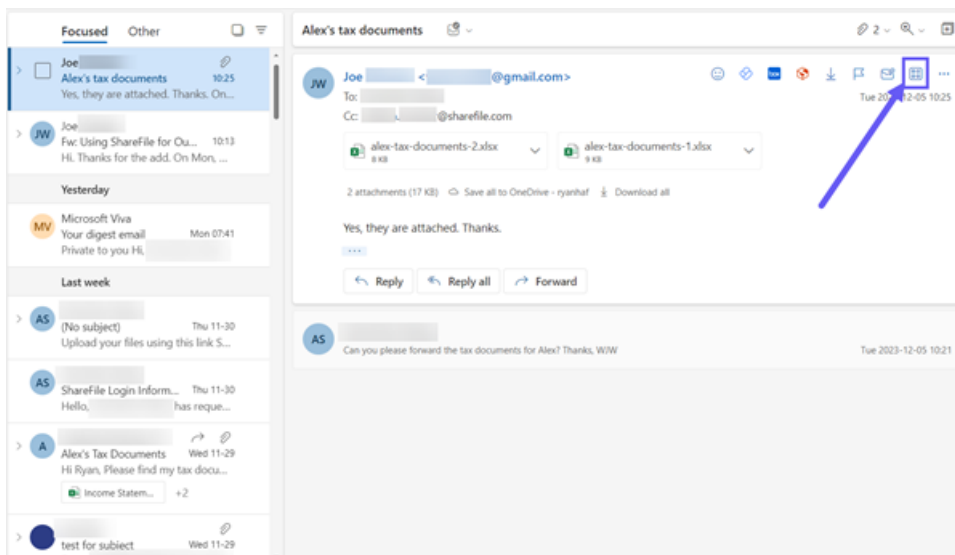 Focused Other
Joe
Alex's tax documents 10:25
Yes, they are attached. Thanks. On...
JW
Joe
Fw: Using ShareFile for Ou... 10:13
Hi. Thanks for the add. On Mon, ...
Yesterday
MV
Microsoft Viva
Your digest email Mon 07:41
Private to you Hi,
Last week
AS
(No subject) Thu 11-30
Upload your files using this link S...
AS
ShareFile Login Inform... Thu 11-30
Hello, has reque...
A
Alex's Tax Documents Wed 11-29
Hi Ryan, Please find my tax docu...
Income Statem... +2
test for subject Wed 11-29
Alex's tax documents 2
JW
Joe < @gmail.com>
box
To: Tue 2023-12-05 10:25
Cc: @sharefile.com
alex-tax-documents-2.xlsx alex-tax-documents-1.xlsx
8 KB 9 KB
2 attachments (17 KB) Save all to OneDrive - ryanhaf Download all
Yes, they are attached. Thanks.
...
Reply Reply all Forward
AS
Can you please forward the tax documents for Alex? Thanks, WJW Tue 2023-12-05 10:21